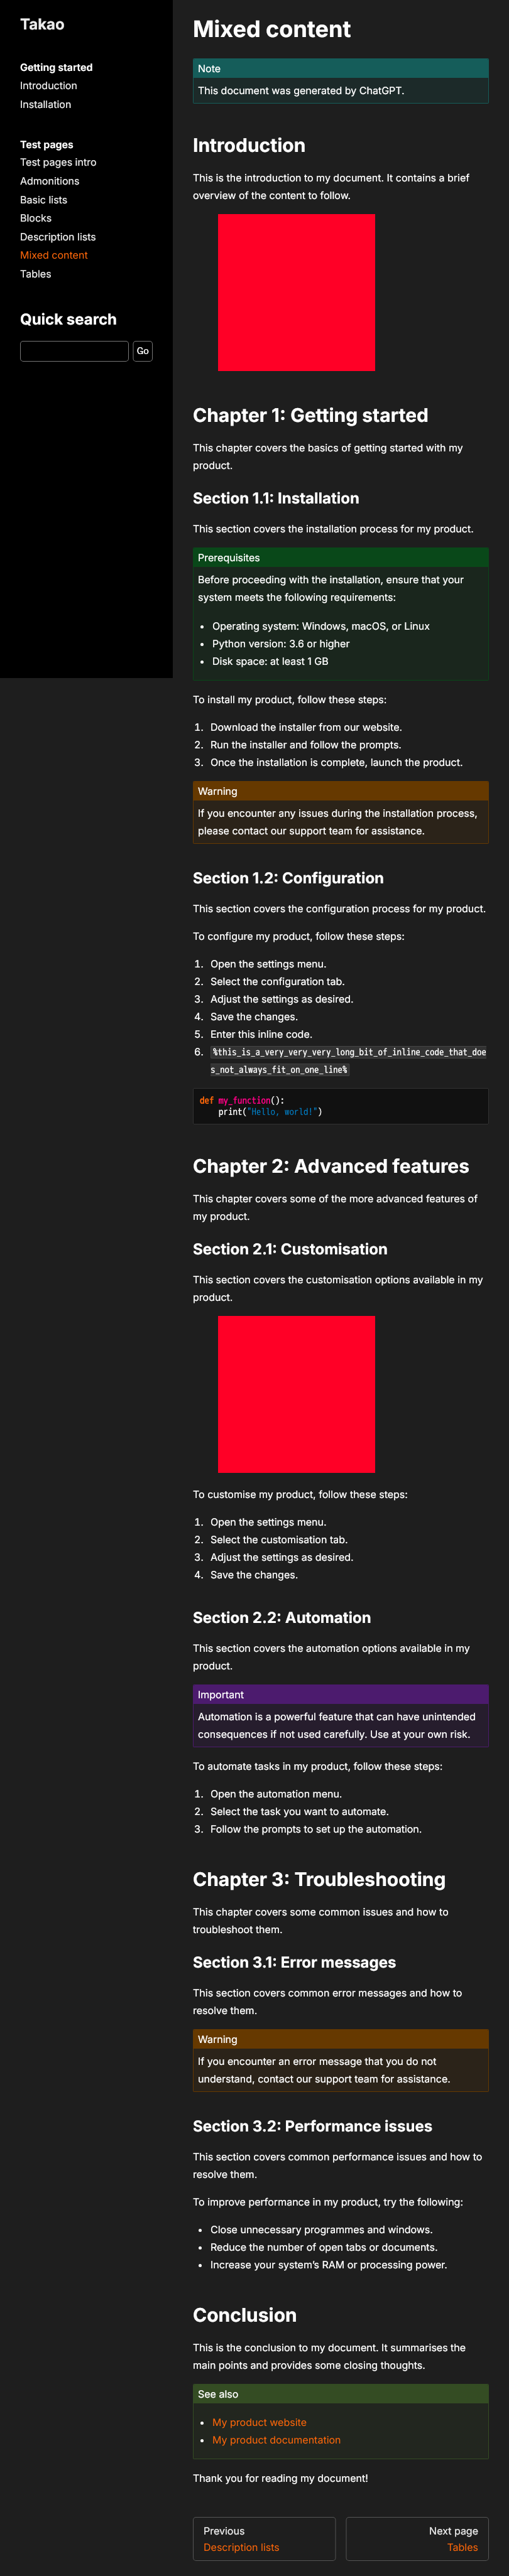 Takao
Getting started
Introduction
Installation
Test pages
Test pages intro
Admonitions
Basic lists
Blocks
Description lists
Mixed content
Tables
Quick search
Go
Mixed content
Note
This document was generated by ChatGPT.
Introduction
This is the introduction to my document. It contains a brief
overview of the content to follow.
Chapter 1: Getting started
This chapter covers the basics of getting started with my
product.
Section 1.1: Installation
This section covers the installation process for my product.
Prerequisites
Before proceeding with the installation, ensure that your
system meets the following requirements:
• Operating system: Windows, macOS, or Linux
• Python version: 3.6 or higher
• Disk space: at least 1 GB
To install my product, follow these steps:
1. Download the installer from our website.
2. Run the installer and follow the prompts.
3. Once the installation is complete, launch the product.
Warning
If you encounter any issues during the installation process,
please contact our support team for assistance.
Section 1.2: Configuration
This section covers the configuration process for my product.
To configure my product, follow these steps:
1. Open the settings menu.
2. Select the configuration tab.
3. Adjust the settings as desired.
4. Save the changes.
5. Enter this inline code.
6. %this_is_a_very_very_very_long_bit_of_inline_code_that_doe
s_not_always_fit_on_one_line%
def my_function():
    print("Hello, world!")
Chapter 2: Advanced features
This chapter covers some of the more advanced features of
my product.
Section 2.1: Customisation
This section covers the customisation options available in my
product.
To customise my product, follow these steps:
1. Open the settings menu.
2. Select the customisation tab.
3. Adjust the settings as desired.
4. Save the changes.
Section 2.2: Automation
This section covers the automation options available in my
product.
Important
Automation is a powerful feature that can have unintended
consequences if not used carefully. Use at your own risk.
To automate tasks in my product, follow these steps:
1. Open the automation menu.
2. Select the task you want to automate.
3. Follow the prompts to set up the automation.
Chapter 3: Troubleshooting
This chapter covers some common issues and how to
troubleshoot them.
Section 3.1: Error messages
This section covers common error messages and how to
resolve them.
Warning
If you encounter an error message that you do not
understand, contact our support team for assistance.
Section 3.2: Performance issues
This section covers common performance issues and how to
resolve them.
To improve performance in my product, try the following:
• Close unnecessary programmes and windows.
• Reduce the number of open tabs or documents.
• Increase your system’s RAM or processing power.
Conclusion
This is the conclusion to my document. It summarises the
main points and provides some closing thoughts.
See also
• My product website
• My product documentation
Thank you for reading my document!
Previous
Description lists
Next page
Tables